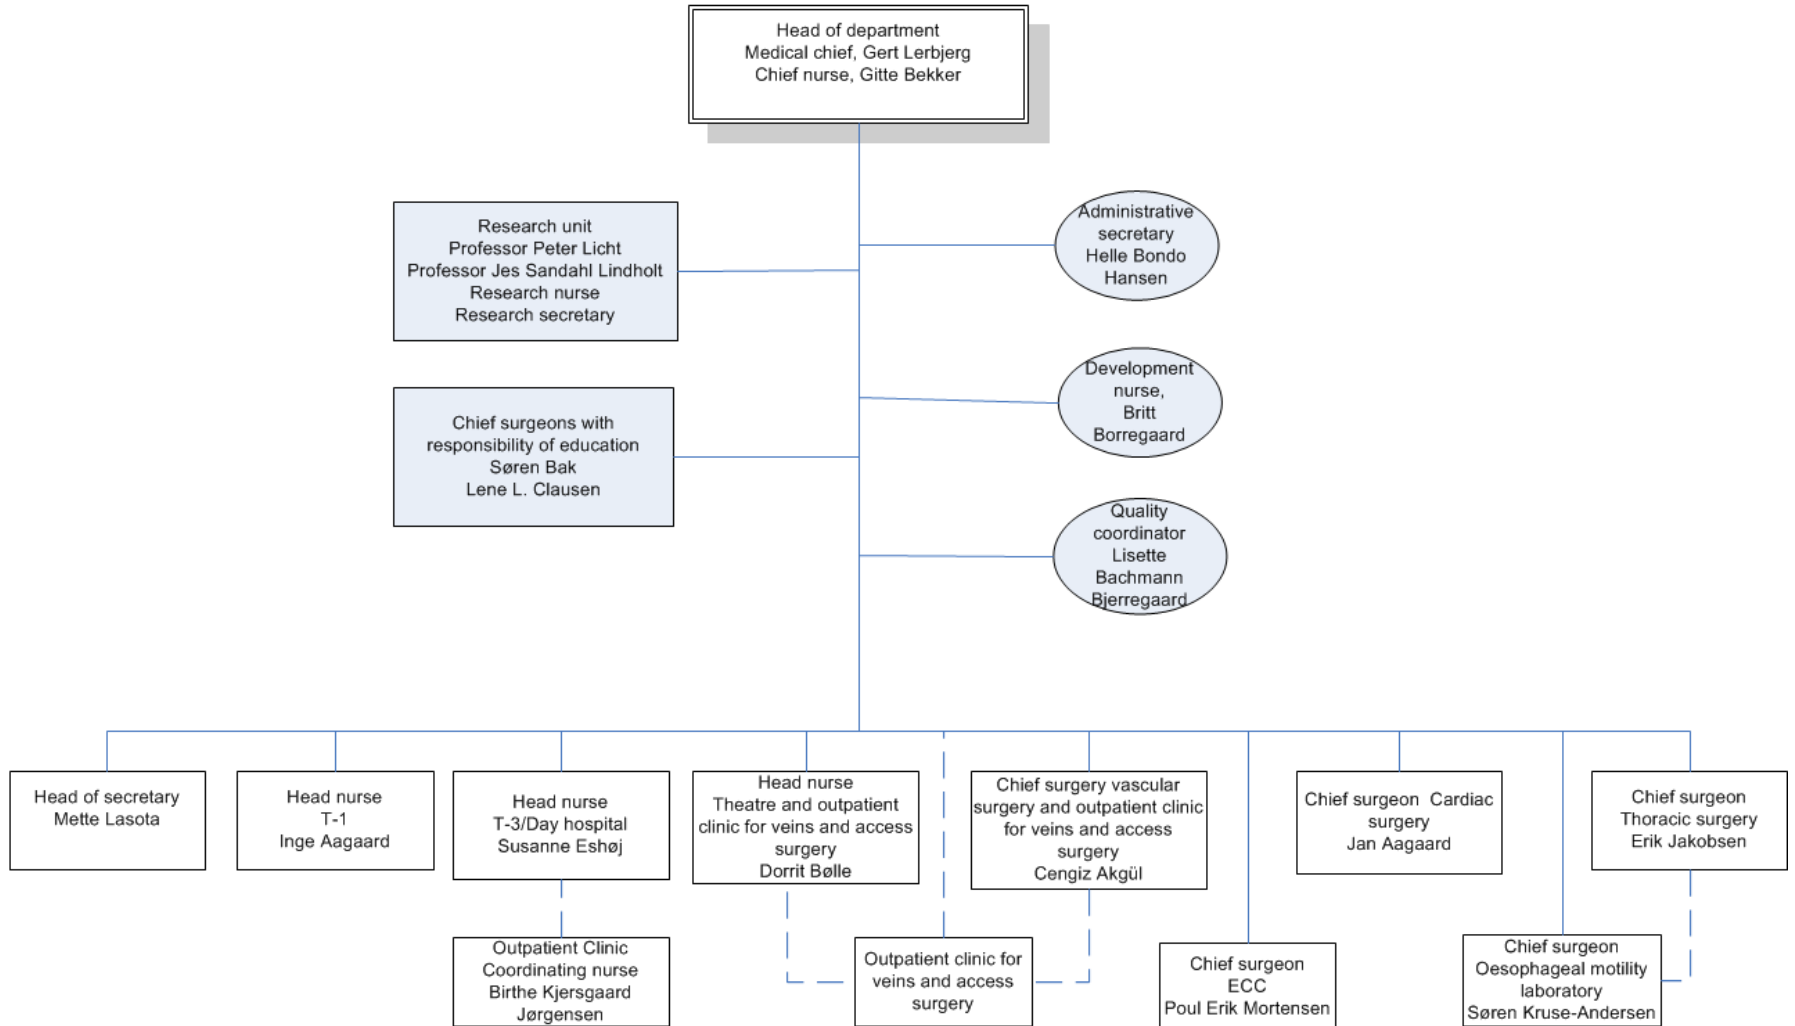 Head of department
Medical chief, Gert Lerbjerg
Chief nurse, Gitte Bekker
Research unit
Professor Peter Licht
Professor Jes Sandahl Lindholt
Research nurse
Research secretary
Administrative
secretary
Helle Bondo
Hansen
Chief surgeons with
responsibility of education
Søren Bak
Lene L. Clausen
Development
nurse,
Britt
Borregaard
Quality
coordinator
Lisette
Bachmann
Bjerregaard
Head of secretary
Mette Lasota
Head nurse
T-1
Inge Aagaard
Head nurse
T-3/Day hospital
Susanne Eshøj
Head nurse
Theatre and outpatient
clinic for veins and access
surgery
Dorrit Bølle
Chief surgery vascular
surgery and outpatient clinic
for veins and access
surgery
Cengiz Akgül
Chief surgeon  Cardiac
surgery
Jan Aagaard
Chief surgeon
Thoracic surgery
Erik Jakobsen
Outpatient Clinic
Coordinating nurse
Birthe Kjersgaard
Jørgensen
Outpatient clinic for
veins and access
surgery
Chief surgeon
ECC
Poul Erik Mortensen
Chief surgeon
Oesophageal motility
laboratory
Søren Kruse-Andersen